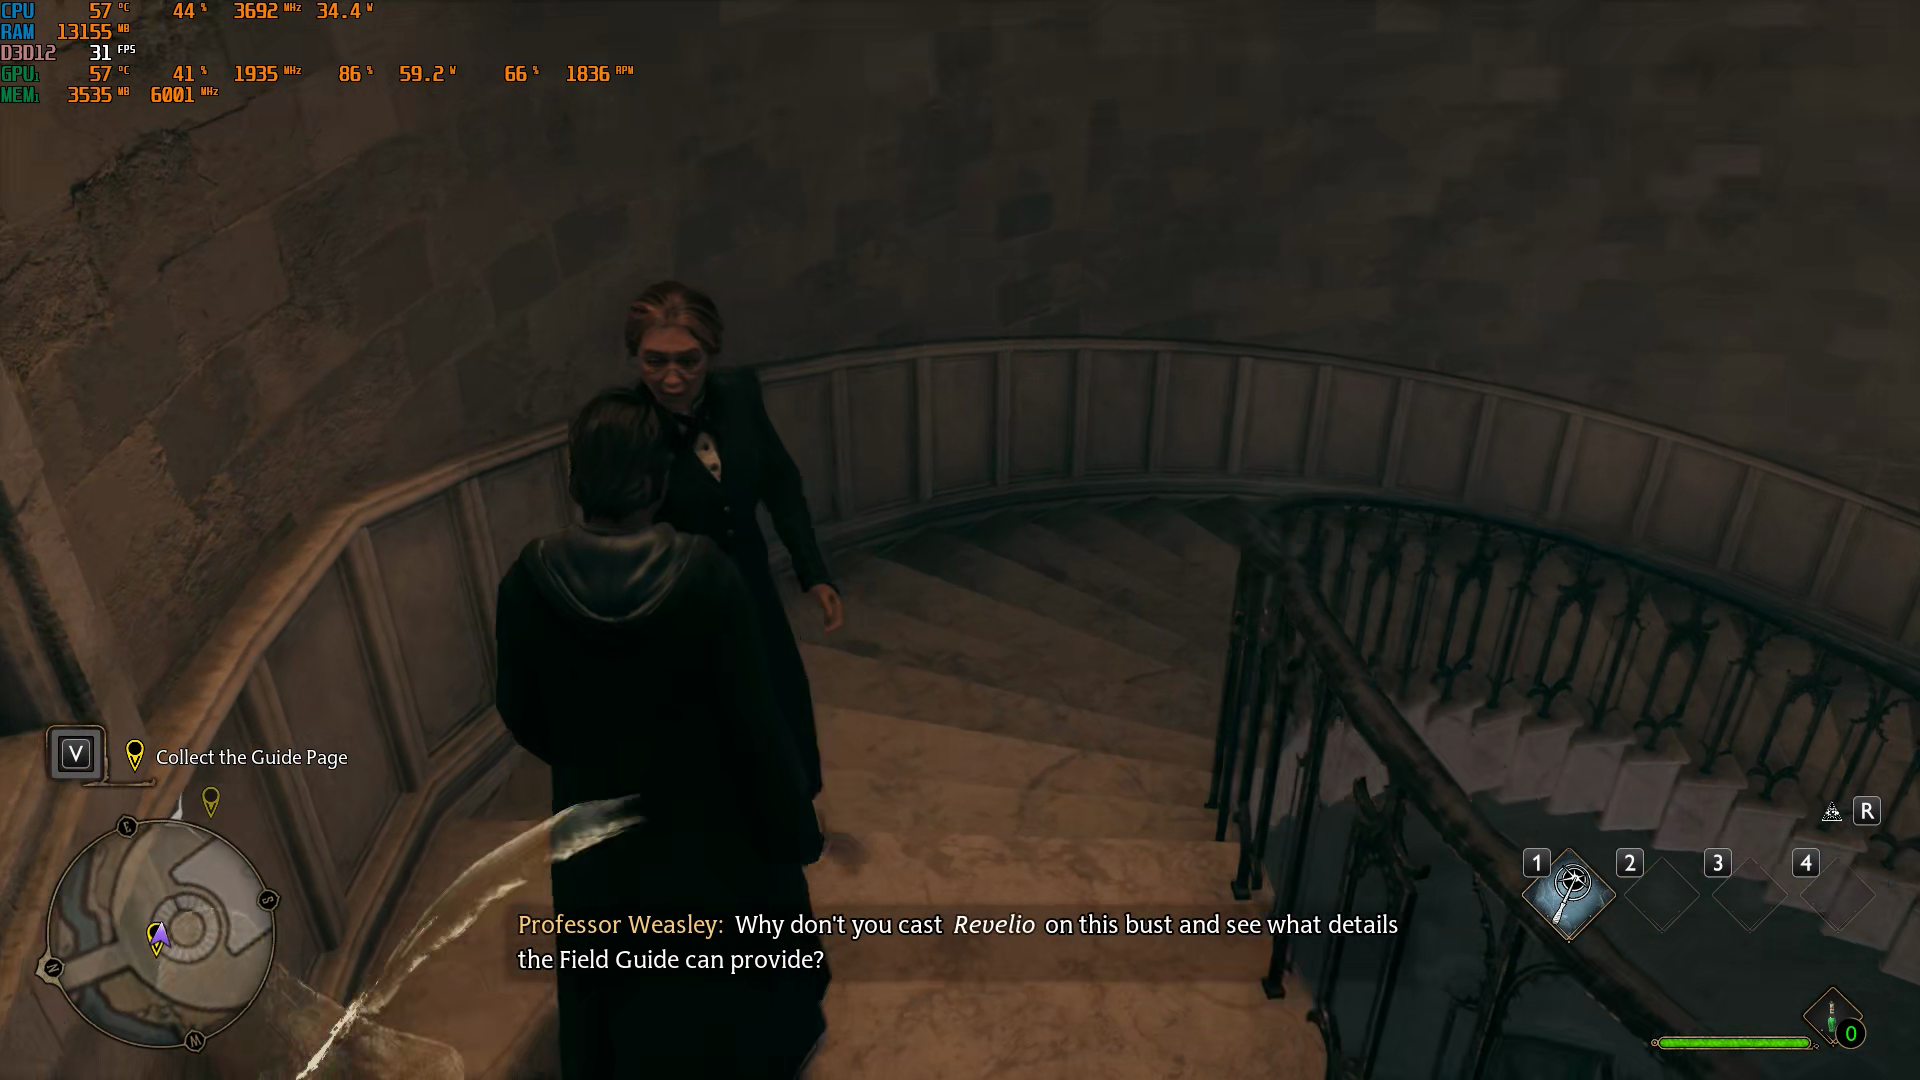 CPU 57 °C 44 % 3692 MHz 34.4 W
RAM 13155 MB
D3D12 31 FPS
GPU1 57 °C 41 % 1935 MHz 86 % 59.2 W 66 % 1836 RPM
MEM1 3535 MB 6001 MHz
V Collect the Guide Page
E
S
N
W
R
1 2 3 4
Professor Weasley: Why don't you cast Revelio on this bust and see what details
the Field Guide can provide?
0